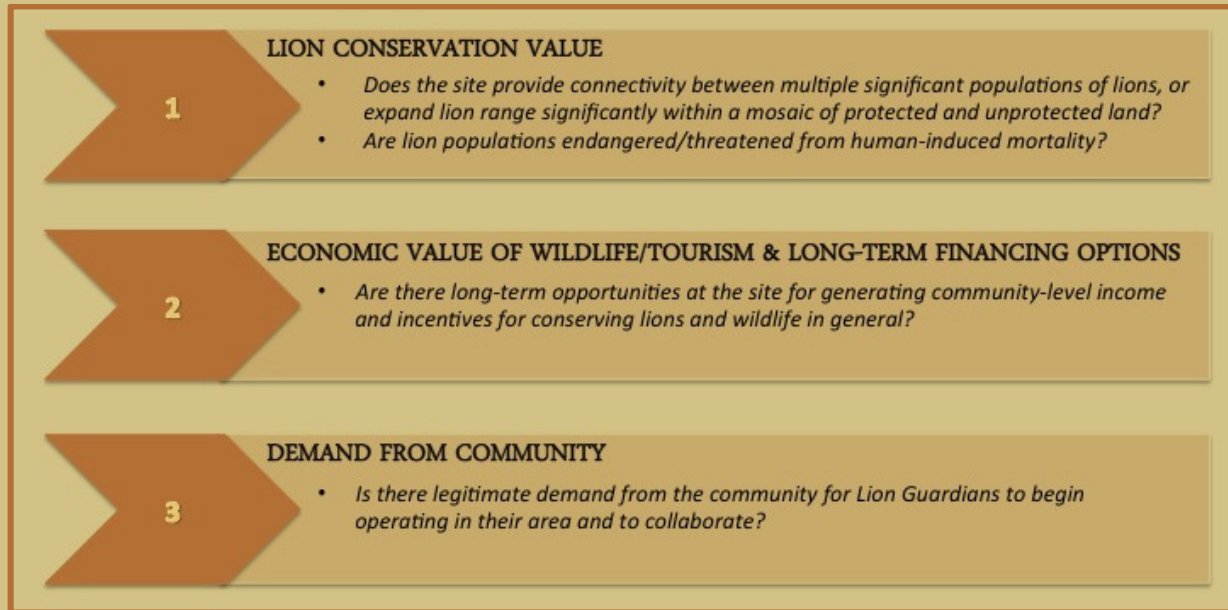 1
LION CONSERVATION VALUE
• Does the site provide connectivity between multiple significant populations of lions, or
expand lion range significantly within a mosaic of protected and unprotected land?
• Are lion populations endangered/threatened from human-induced mortality?
2
ECONOMIC VALUE OF WILDLIFE/TOURISM & LONG-TERM FINANCING OPTIONS
• Are there long-term opportunities at the site for generating community-level income
and incentives for conserving lions and wildlife in general?
3
DEMAND FROM COMMUNITY
• Is there legitimate demand from the community for Lion Guardians to begin
operating in their area and to collaborate?